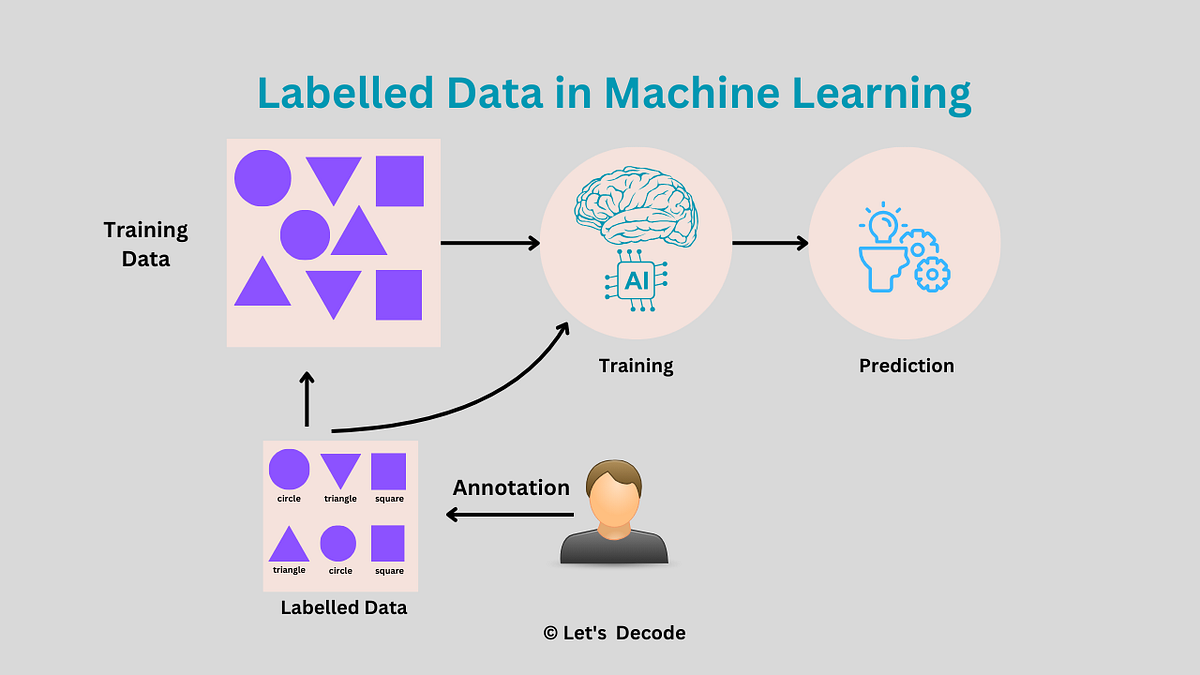 Labelled Data in Machine Learning
Training
Data
AI
Training
Prediction
Annotation
circle triangle square
triangle circle square
Labelled Data
© Let's Decode